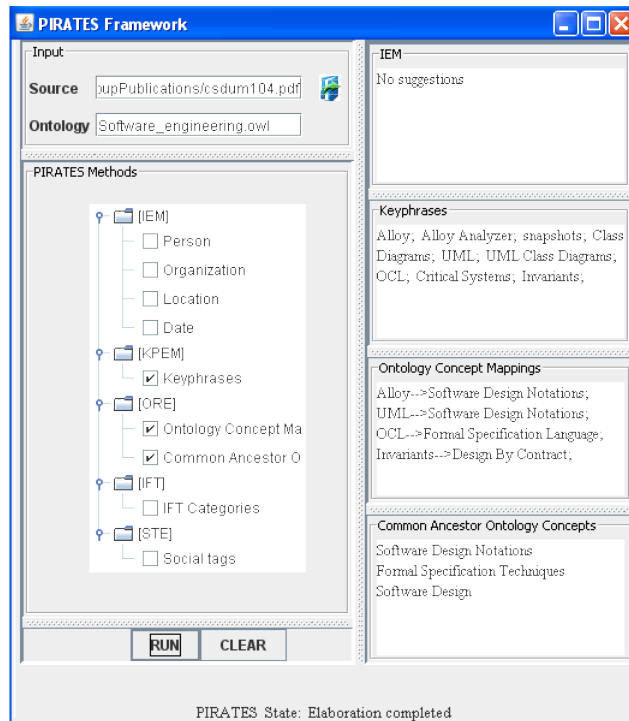 PIRATES Framework
Input
Source
oupPublications/csdum104.pdf
Ontology
Software_engineering.owl
PIRATES Methods
[IEM]
Person
Organization
Location
Date
[KPEM]
Keyphrases
[ORE]
Ontology Concept Ma
Common Ancestor O
[IFT]
IFT Categories
[STE]
Social tags
RUN
CLEAR
IEM
No suggestions
Keyphrases
Alloy; Alloy Analyzer; snapshots; Class
Diagrams; UML; UML Class Diagrams;
OCL; Critical Systems; Invariants;
Ontology Concept Mappings
Alloy-->Software Design Notations;
UML-->Software Design Notations;
OCL-->Formal Specification Language;
Invariants-->Design By Contract;
Common Ancestor Ontology Concepts
Software Design Notations
Formal Specification Techniques
Software Design
PIRATES State: Elaboration completed